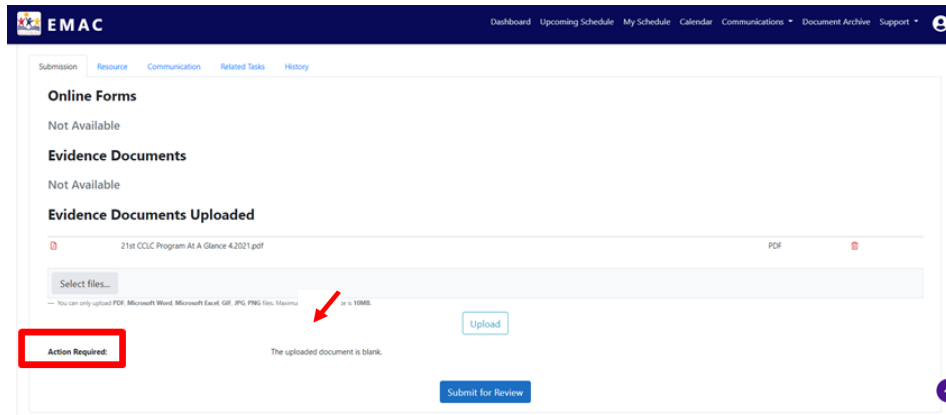 EMAC
Dashboard Upcoming Schedule My Schedule Calendar Communications Document Archive Support
Submission Resource Communication Related Tasks History
Online Forms
Not Available
Evidence Documents
Not Available
Evidence Documents Uploaded
21st CCLC Program At A Glance 4.2021.pdf PDF
Select files...
— You can only upload PDF, Microsoft Word, Microsoft Excel, GIF, JPG, PNG files. is 10MB.
Upload
Action Required: The uploaded document is blank.
Submit for Review